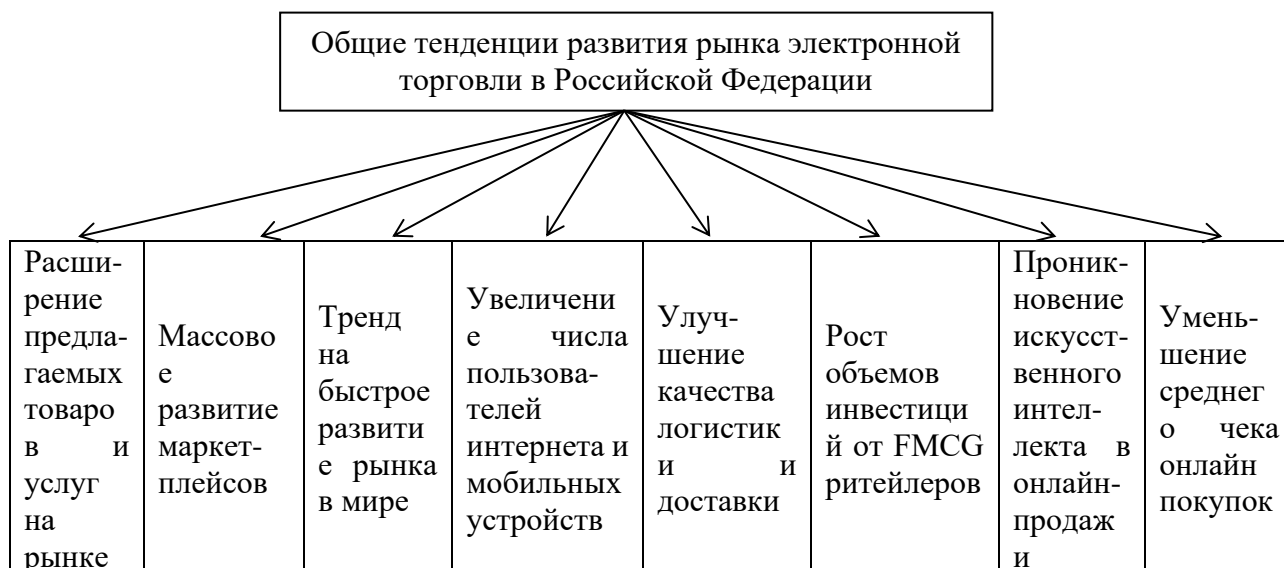 Общие тенденции развития рынка электронной
торговли в Российской Федерации
Расши-
рение
предла-
гаемых
товаро
в и
услуг
на
рынке
Массово
е
развитие
маркет-
плейсов
Тренд
на
быстрое
развити
е рынка
в мире
Увеличени
е числа
пользова-
телей
интернета и
мобильных
устройств
Улуч-
шение
качества
логистик
и и
доставки
Рост
объемов
инвестици
й от FMCG
ритейлеров
Проник-
новение
искусст-
венного
интел-
лекта в
онлайн-
продаж
и
Умень-
шение
среднег
о чека
онлайн
покупок